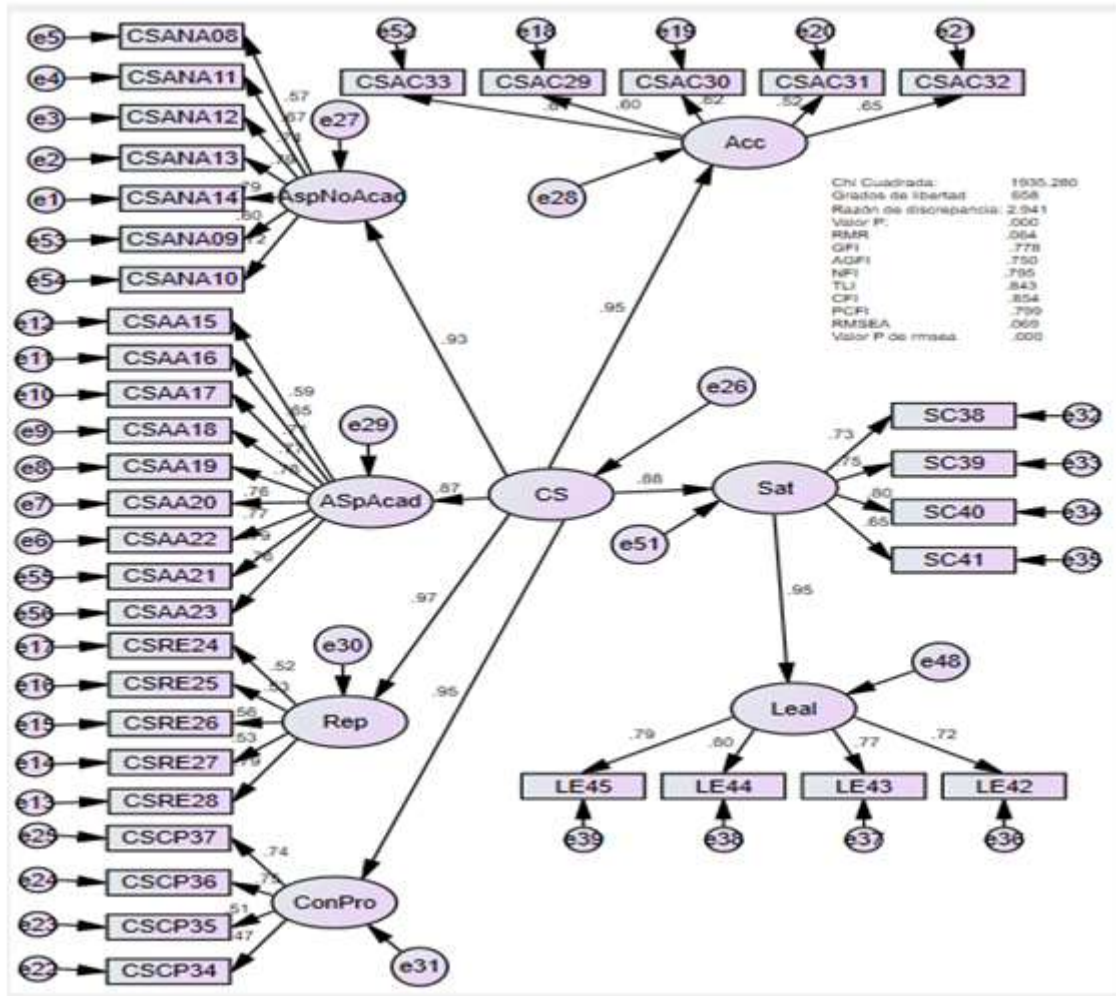 e5 CSANA08
e4 CSANA11
e3 CSANA12
e2 CSANA13
e1 CSANA14
e53 CSANA09
e54 CSANA10
.57
.67
.79
.60
e27
AspNoAcad
e52 e18 e19 e20 e21
CSAC33 CSAC29 CSAC30 CSAC31 CSAC32
.60 .62 .52 .65
Acc
e28
Chi Cuadrada: 1935.280
Grados de libertad 658
Razón de discrepancia: 2.941
Valor P: .000
RMR .084
GFI .778
AGFI .750
NFI .795
TLI .843
CFI .854
PCFI .799
RMSEA .069
Valor P de rmsea .000
.93
.95
e12 CSAA15
e11 CSAA16
e10 CSAA17
e9 CSAA18
e8 CSAA19
e7 CSAA20
e6 CSAA22
e55 CSAA21
e56 CSAA23
.59
.65
.76
.77
e29
ASpAcad
.87
CS
e26
.88
Sat
e51
.73
.75
.80
.65
SC38 e32
SC39 e33
SC40 e34
SC41 e35
.97
.95
.95
e17 CSRE24
e16 CSRE25
e15 CSRE26
e14 CSRE27
e13 CSRE28
.52
.53
.56
.53
.79
e30
Rep
e48
Leal
.79 .60 .77 .72
LE45 LE44 LE43 LE42
e39 e38 e37 e36
e25 CSCP37
e24 CSCP36
e23 CSCP35
e22 CSCP34
.74
.51
.47
ConPro
e31